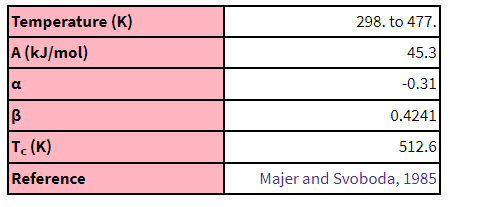 Temperature (K) 298. to 477.
A (kJ/mol) 45.3
α -0.31
β 0.4241
Tc (K) 512.6
Reference Majer and Svoboda, 1985